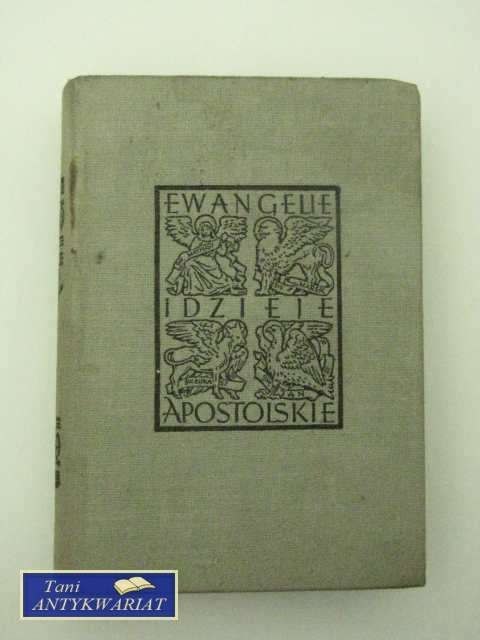 EWANGELIE
I DZIEJE
APOSTOLSKIE
Tani
ANTYKWARIAT